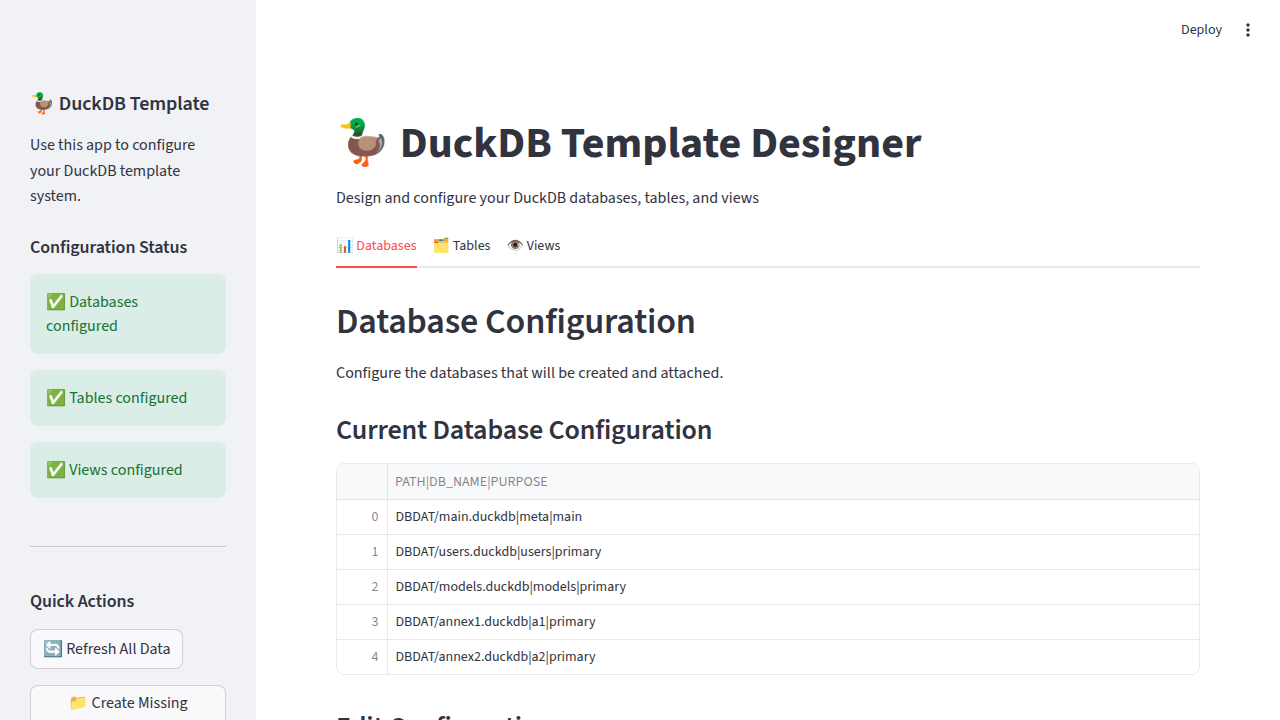 Deploy
🦆 DuckDB Template
Use this app to configure
your DuckDB template
system.
Configuration Status
✅ Databases
configured
✅ Tables configured
✅ Views configured
Quick Actions
🔄 Refresh All Data
📁 Create Missing
🦆 DuckDB Template Designer
Design and configure your DuckDB databases, tables, and views
📊 Databases 🗂️ Tables 👁️ Views
Database Configuration
Configure the databases that will be created and attached.
Current Database Configuration
PATH|DB_NAME|PURPOSE
0 DBDAT/main.duckdb|meta|main
1 DBDAT/users.duckdb|users|primary
2 DBDAT/models.duckdb|models|primary
3 DBDAT/annex1.duckdb|a1|primary
4 DBDAT/annex2.duckdb|a2|primary